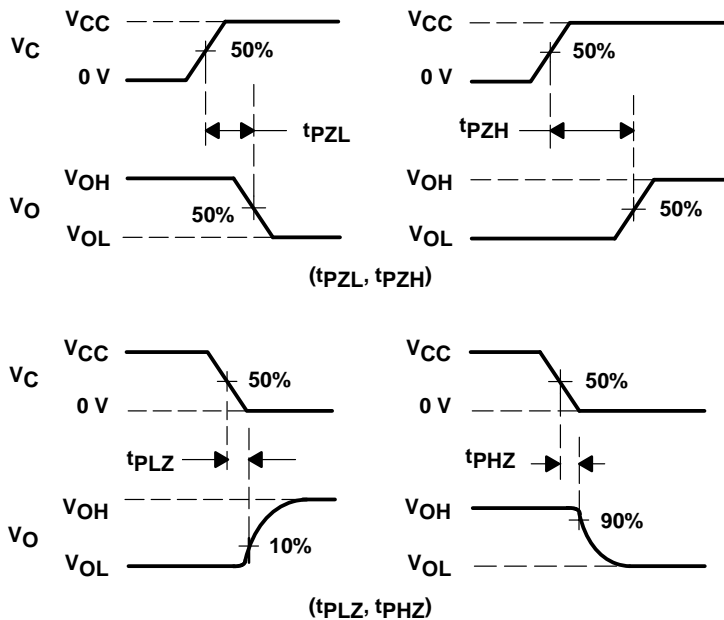 VCC
VC
50%
0 V
tPZL
VOH
VO
50%
VOL
VCC
50%
0 V
tPZH
VOH
50%
VOL
(tPZL, tPZH)
VCC
VC
50%
0 V
tPLZ
VOH
VO
10%
VOL
VCC
50%
0 V
tPHZ
VOH
90%
VOL
(tPLZ, tPHZ)